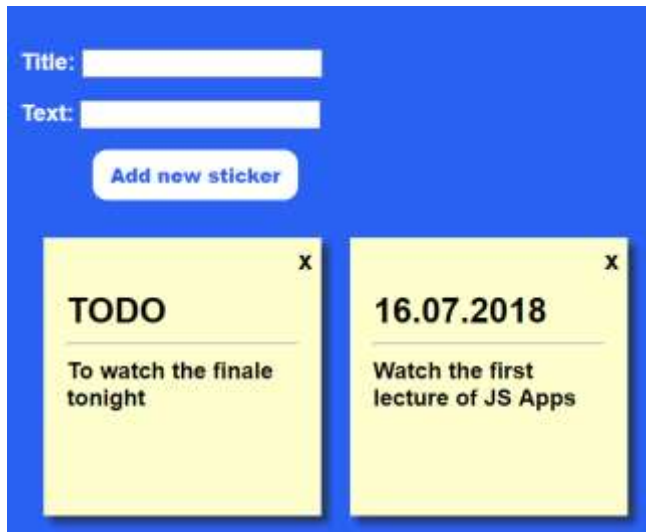 Title:
Text:
Add new sticker
x
TODO
To watch the finale
tonight
x
16.07.2018
Watch the first
lecture of JS Apps